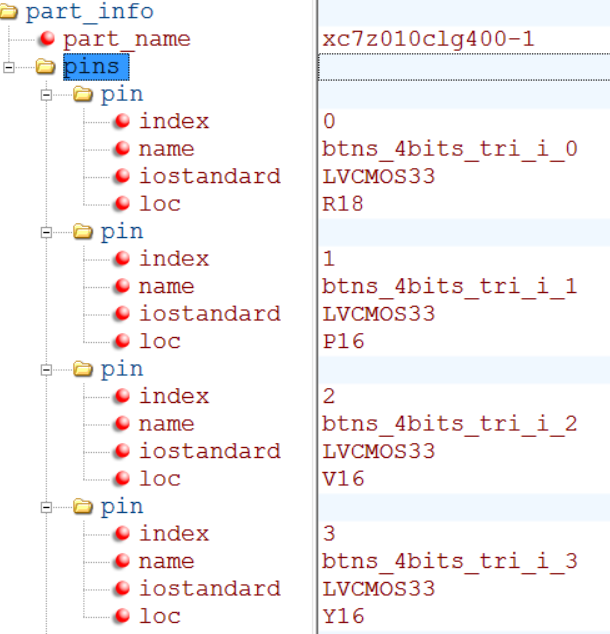 part_info
part_name xc7z010clg400-1
pins
pin
index 0
name btns_4bits_tri_i_0
iostandard LVCMOS33
loc R18
pin
index 1
name btns_4bits_tri_i_1
iostandard LVCMOS33
loc P16
pin
index 2
name btns_4bits_tri_i_2
iostandard LVCMOS33
loc V16
pin
index 3
name btns_4bits_tri_i_3
iostandard LVCMOS33
loc Y16